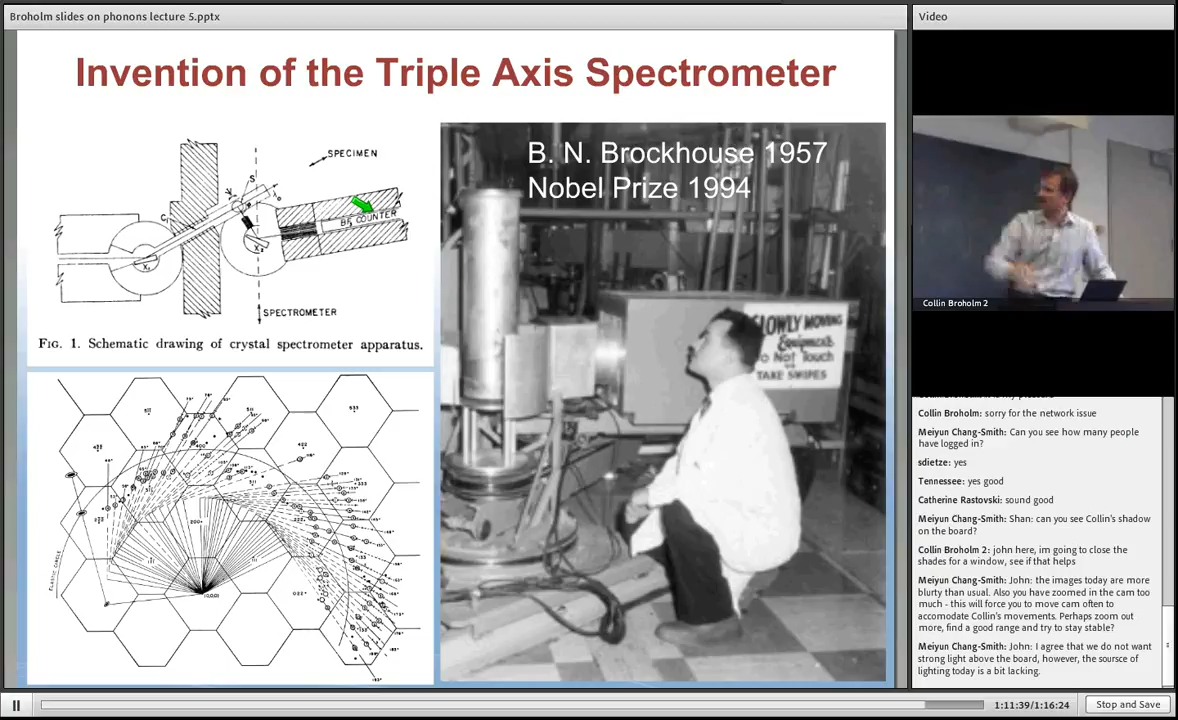 Broholm slides on phonons lecture 5.pptx
Invention of the Triple Axis Spectrometer
SPECIMEN
BF3 COUNTER
SPECTROMETER
FIG. 1. Schematic drawing of crystal spectrometer apparatus.
ELASTIC CIRCLE
B. N. Brockhouse 1957
Nobel Prize 1994
SLOWLY MOVING
Equipment
Do Not Touch
TAKE SWIPES
Video
Collin Broholm 2
Collin Broholm: sorry for the network issue
Meiyun Chang-Smith: Can you see how many people
have logged in?
sdietze: yes
Tennessee: yes good
Catherine Rastovski: sound good
Meiyun Chang-Smith: Shan: can you see Collin's shadow
on the board?
Collin Broholm 2: john here, im going to close the
shades for a window, see if that helps
Meiyun Chang-Smith: John: the images today are more
blurty than usual. Also you have zoomed in the cam too
much - this will force you to move cam often to
accomodate Collin's movements. Perhaps zoom out
more, find a good range and try to stay stable?
Meiyun Chang-Smith: John: I agree that we do not want
strong light above the board, however, the soursce of
lighting today is a bit lacking.
1:11:39/1:16:24
Stop and Save